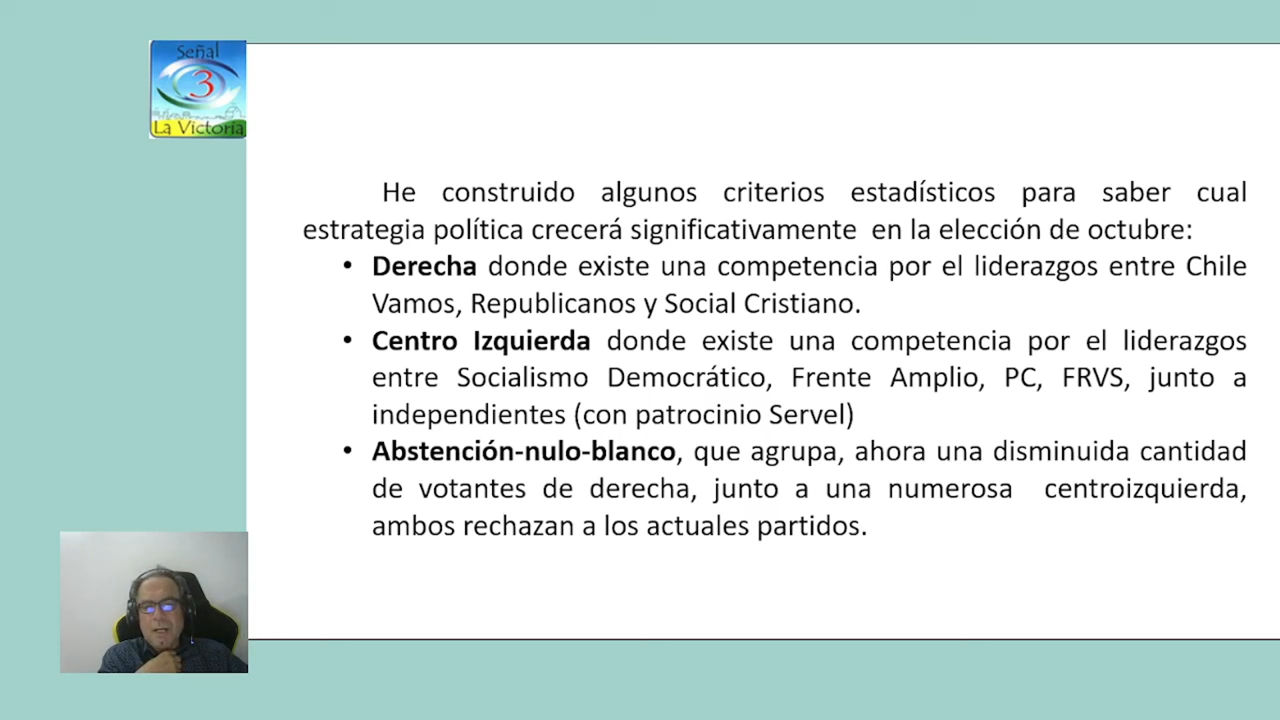 Señal
3
La Victoria
He construido algunos criterios estadísticos para saber cual
estrategia política crecerá significativamente en la elección de octubre:
• Derecha donde existe una competencia por el liderazgos entre Chile
Vamos, Republicanos y Social Cristiano.
• Centro Izquierda donde existe una competencia por el liderazgos
entre Socialismo Democrático, Frente Amplio, PC, FRVS, junto a
independientes (con patrocinio Servel)
• Abstención-nulo-blanco, que agrupa, ahora una disminuida cantidad
de votantes de derecha, junto a una numerosa centroizquierda,
ambos rechazan a los actuales partidos.